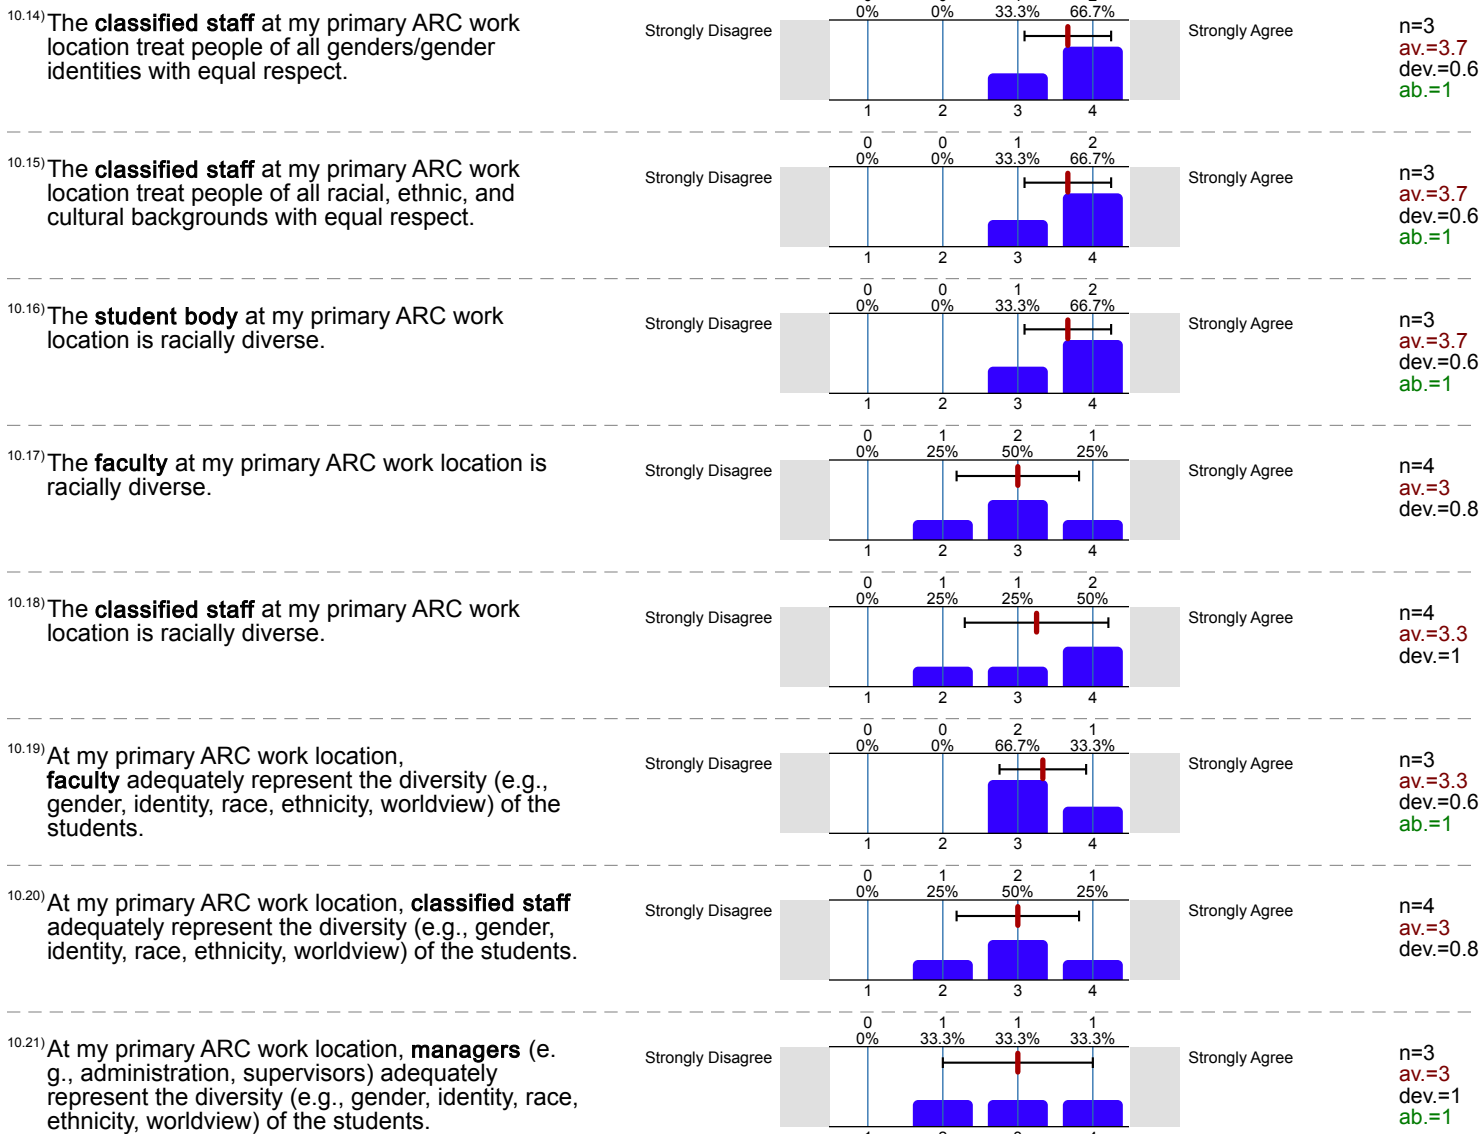 0% 0% 33.3% 66.7%
10.14) The classified staff at my primary ARC work
location treat people of all genders/gender
identities with equal respect.
Strongly Disagree
Strongly Agree
n=3
av.=3.7
dev.=0.6
ab.=1
1 2 3 4
0 0 1 2
0% 0% 33.3% 66.7%
10.15) The classified staff at my primary ARC work
location treat people of all racial, ethnic, and
cultural backgrounds with equal respect.
Strongly Disagree
Strongly Agree
n=3
av.=3.7
dev.=0.6
ab.=1
1 2 3 4
0 0 1 2
0% 0% 33.3% 66.7%
10.16) The student body at my primary ARC work
location is racially diverse.
Strongly Disagree
Strongly Agree
n=3
av.=3.7
dev.=0.6
ab.=1
1 2 3 4
0 1 2 1
0% 25% 50% 25%
10.17) The faculty at my primary ARC work location is
racially diverse.
Strongly Disagree
Strongly Agree
n=4
av.=3
dev.=0.8
1 2 3 4
0 1 1 2
0% 25% 25% 50%
10.18) The classified staff at my primary ARC work
location is racially diverse.
Strongly Disagree
Strongly Agree
n=4
av.=3.3
dev.=1
1 2 3 4
0 0 2 1
0% 0% 66.7% 33.3%
10.19) At my primary ARC work location,
faculty adequately represent the diversity (e.g.,
gender, identity, race, ethnicity, worldview) of the
students.
Strongly Disagree
Strongly Agree
n=3
av.=3.3
dev.=0.6
ab.=1
1 2 3 4
0 1 2 1
0% 25% 50% 25%
10.20) At my primary ARC work location, classified staff
adequately represent the diversity (e.g., gender,
identity, race, ethnicity, worldview) of the students.
Strongly Disagree
Strongly Agree
n=4
av.=3
dev.=0.8
1 2 3 4
0 1 1 1
0% 33.3% 33.3% 33.3%
10.21) At my primary ARC work location, managers (e.
g., administration, supervisors) adequately
represent the diversity (e.g., gender, identity, race,
ethnicity, worldview) of the students.
Strongly Disagree
Strongly Agree
n=3
av.=3
dev.=1
ab.=1